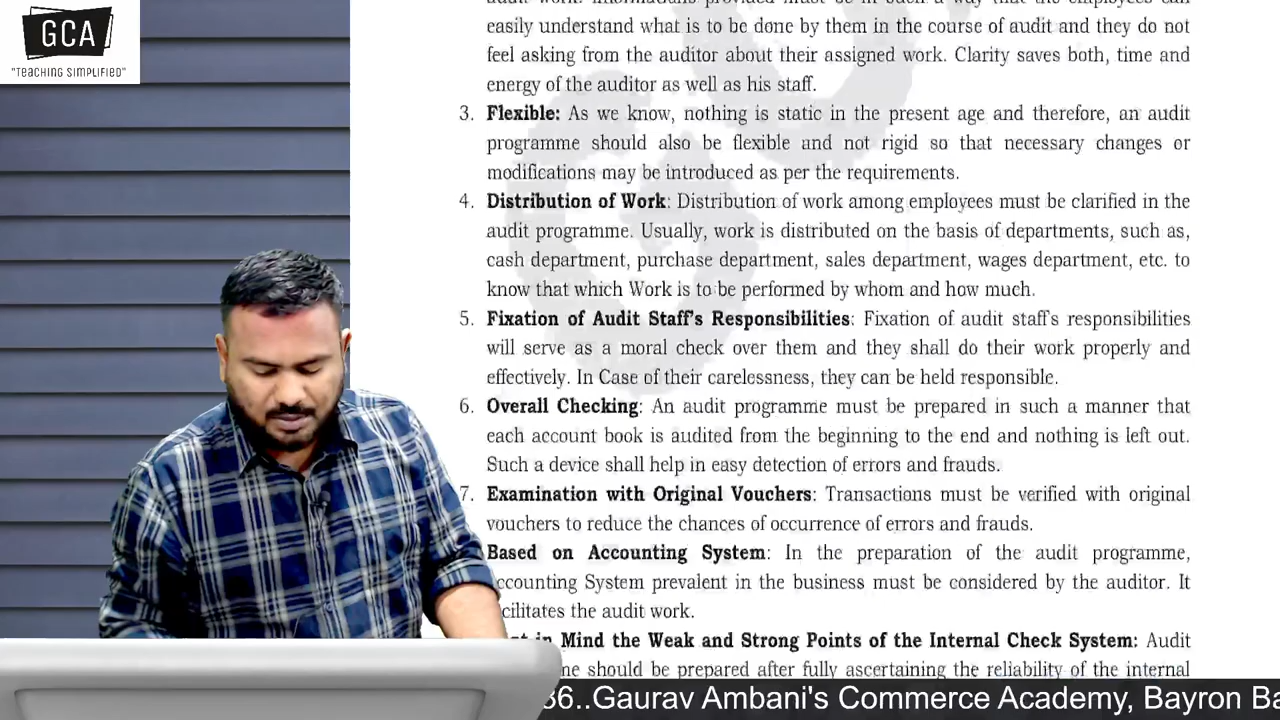 GCA
"TEACHING SIMPLIFIED"
easily understand what is to be done by them in the course of audit and they do not
feel asking from the auditor about their assigned work. Clarity saves both, time and
energy of the auditor as well as his staff.
3. Flexible: As we know, nothing is static in the present age and therefore, an audit
programme should also be flexible and not rigid so that necessary changes or
modifications may be introduced as per the requirements.
4. Distribution of Work: Distribution of work among employees must be clarified in the
audit programme. Usually, work is distributed on the basis of departments, such as,
cash department, purchase department, sales department, wages department, etc. to
know that which Work is to be performed by whom and how much.
5. Fixation of Audit Staff's Responsibilities: Fixation of audit staff's responsibilities
will serve as a moral check over them and they shall do their work properly and
effectively. In Case of their carelessness, they can be held responsible.
6. Overall Checking: An audit programme must be prepared in such a manner that
each account book is audited from the beginning to the end and nothing is left out.
Such a device shall help in easy detection of errors and frauds.
7. Examination with Original Vouchers: Transactions must be verified with original
vouchers to reduce the chances of occurrence of errors and frauds.
Based on Accounting System: In the preparation of the audit programme,
ccounting System prevalent in the business must be considered by the auditor. It
cilitates the audit work.
in Mind the Weak and Strong Points of the Internal Check System: Audit
should be prepared after fully ascertaining the reliability of the internal
36..Gaurav Ambani's Commerce Academy, Bayron Ba